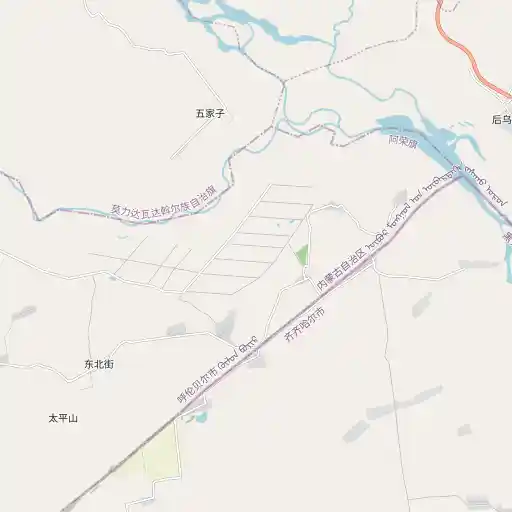 五家子
后乌
阿荣旗
莫力达瓦达斡尔族自治旗
内蒙古自治区
齐齐哈尔市
呼伦贝尔市
东北街
太平山